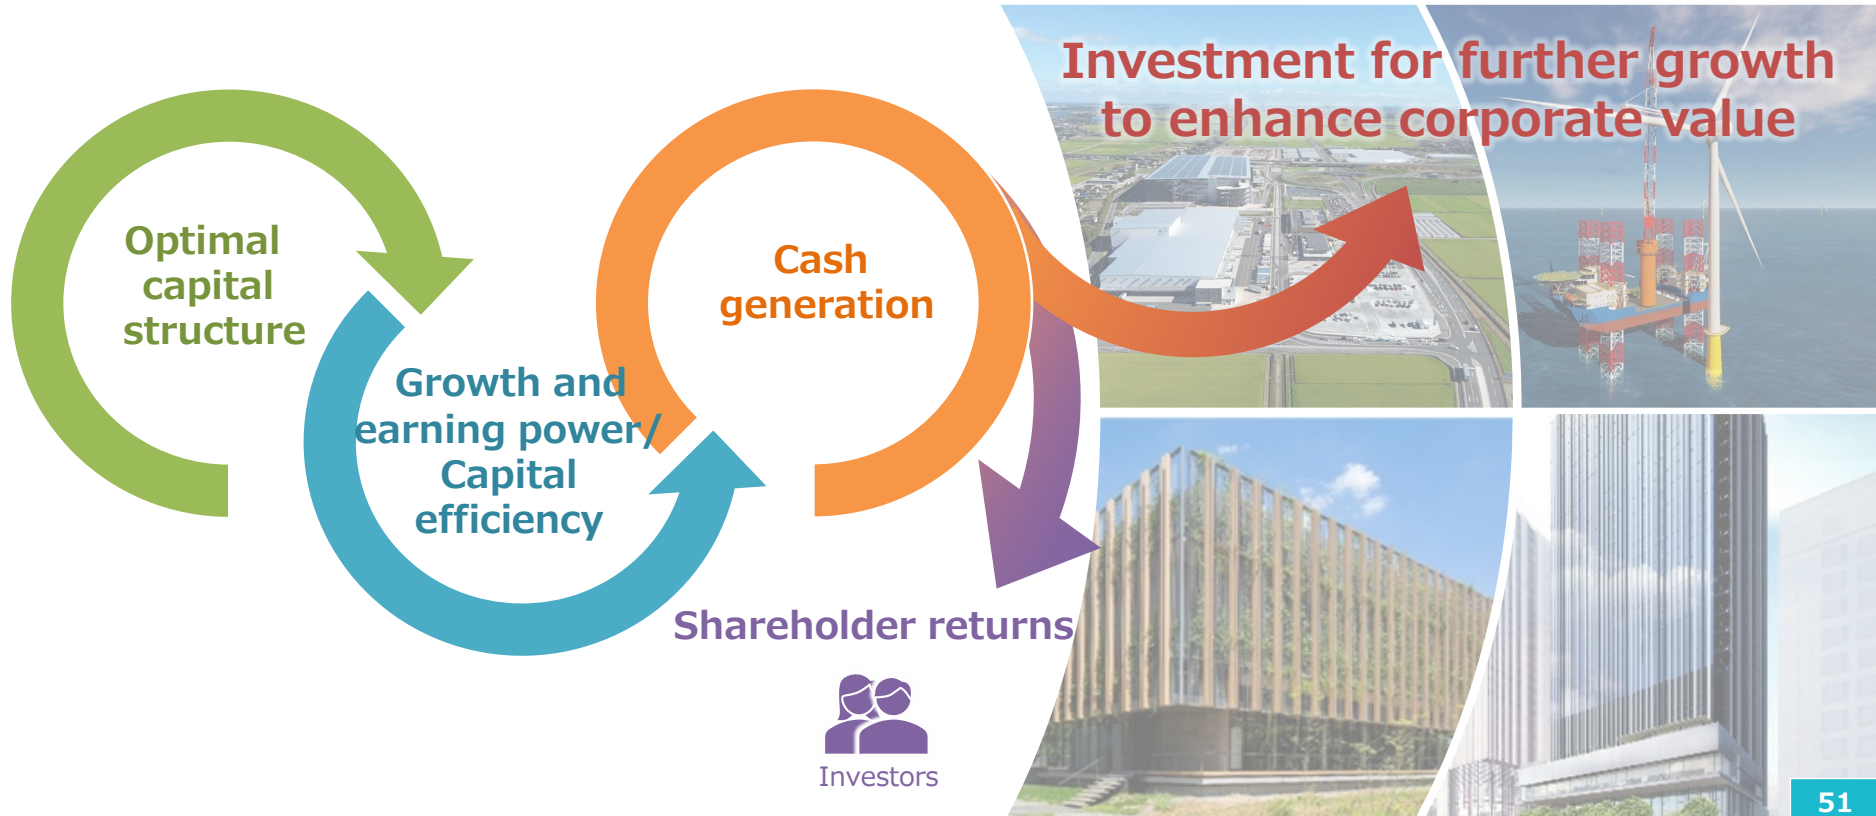 Investment for further growth
to enhance corporate value
Optimal
capital
structure
Cash
generation
Growth and
earning power/
Capital
efficiency
Shareholder returns
Investors
51